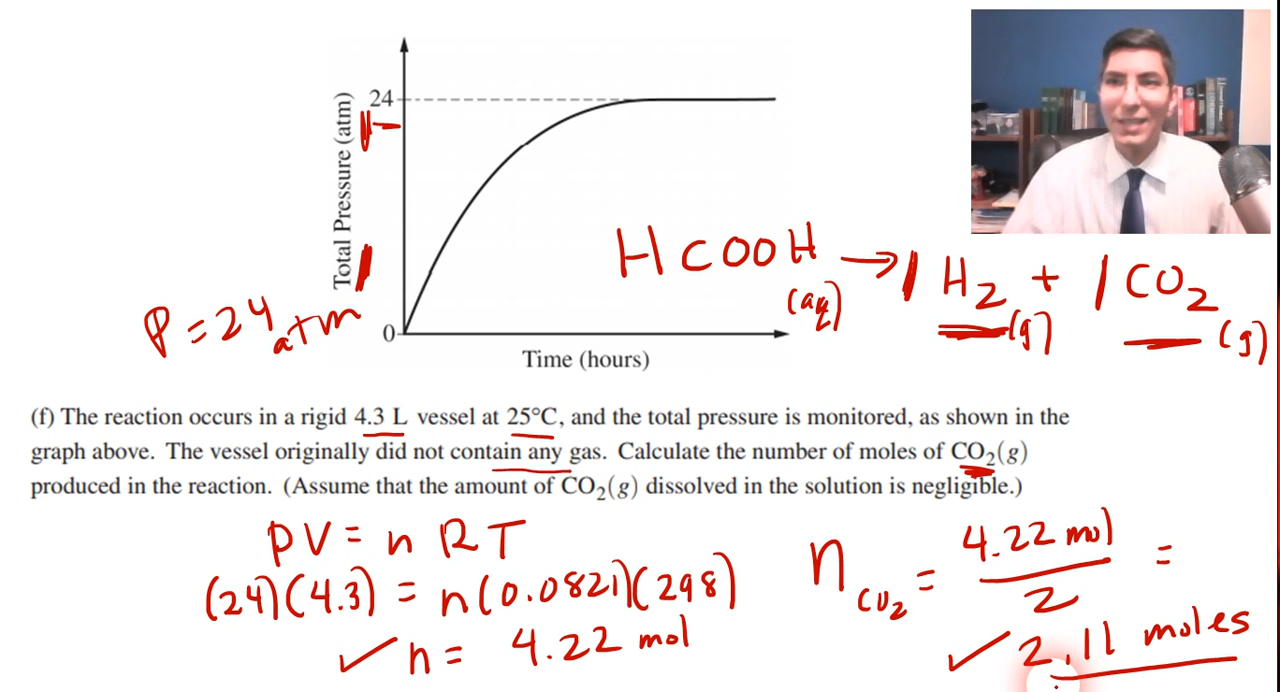 24
Total Pressure (atm)
0
Time (hours)
P = 24 atm
HCOOH (aq) → 1 H2 (g) + 1 CO2 (g)
(f) The reaction occurs in a rigid 4.3 L vessel at 25°C, and the total pressure is monitored, as shown in the
graph above. The vessel originally did not contain any gas. Calculate the number of moles of CO₂(g)
produced in the reaction. (Assume that the amount of CO₂(g) dissolved in the solution is negligible.)
PV = n R T
(24)(4.3) = n(0.0821)(298)
✓ n = 4.22 mol
n CO2 = 4.22 mol / 2 =
✓ 2.11 moles